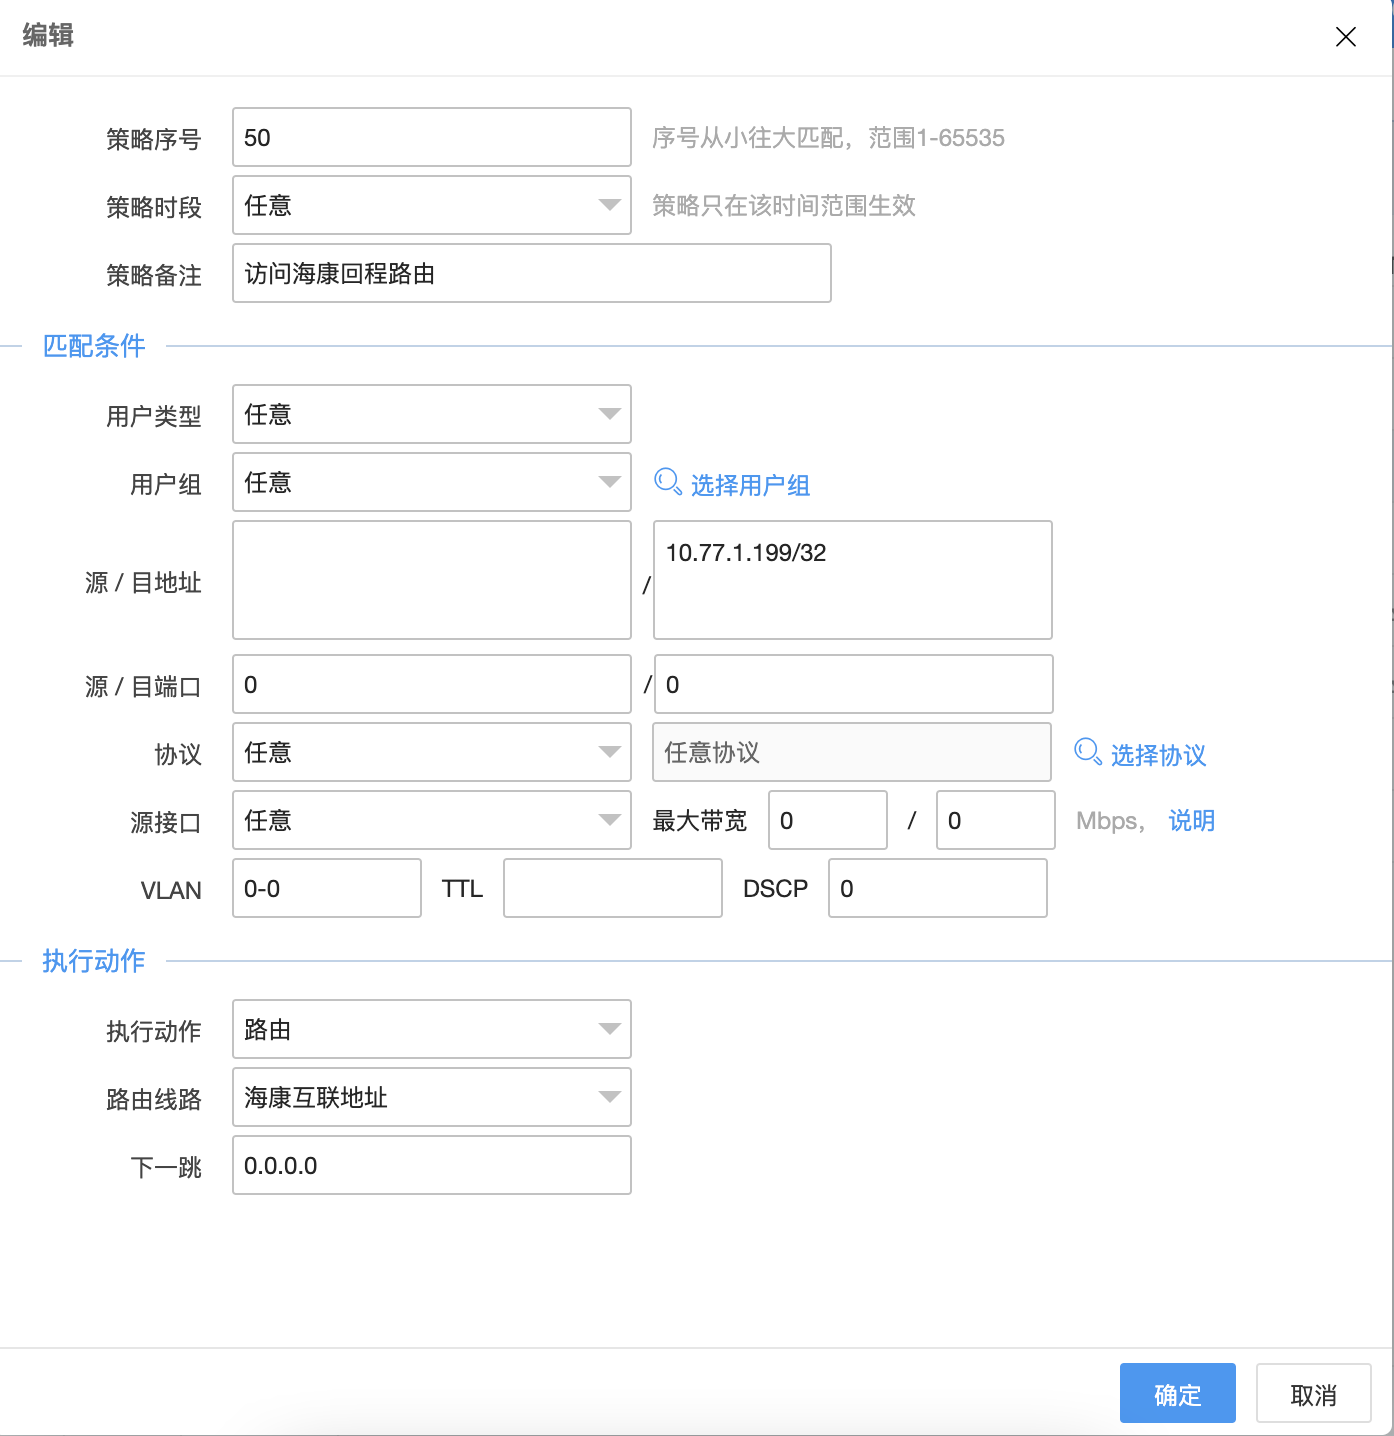 编辑
策略序号 50 序号从小往大匹配，范围1-65535
策略时段 任意 策略只在该时间范围生效
策略备注 访问海康回程路由
匹配条件
用户类型 任意
用户组 任意 选择用户组
源 / 目地址 / 10.77.1.199/32
源 / 目端口 0 / 0
协议 任意 任意协议 选择协议
源接口 任意 最大带宽 0 / 0 Mbps， 说明
VLAN 0-0 TTL DSCP 0
执行动作
执行动作 路由
路由线路 海康互联地址
下一跳 0.0.0.0
确定 取消